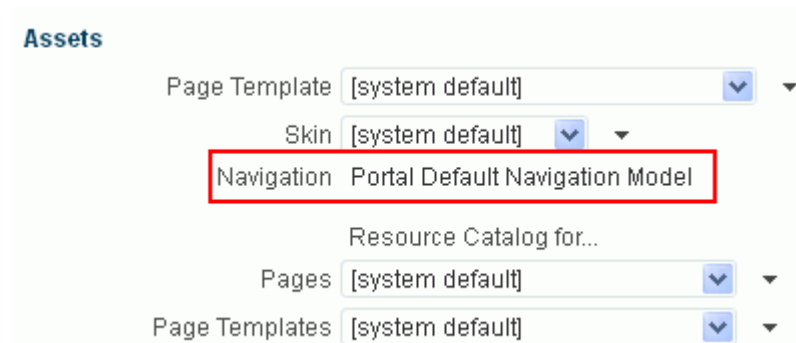 Assets
Page Template [system default]
Skin [system default]
Navigation Portal Default Navigation Model
Resource Catalog for...
Pages [system default]
Page Templates [system default]